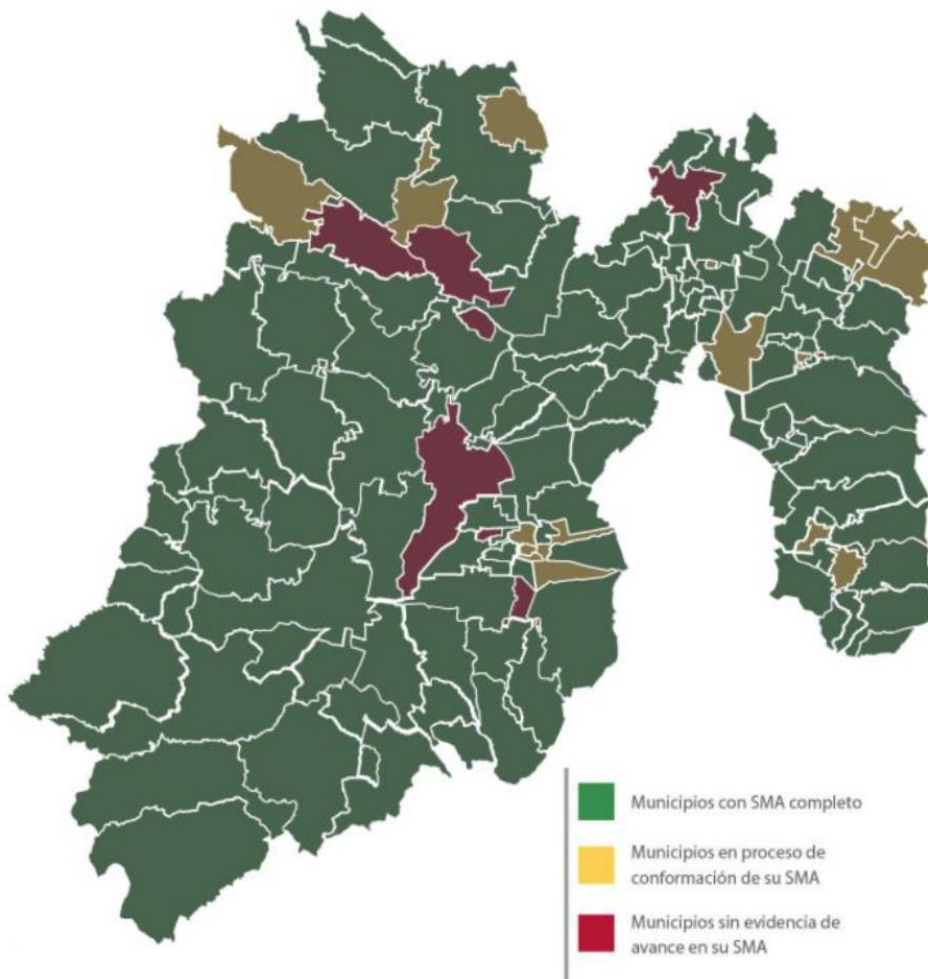 Municipios con SMA completo
Municipios en proceso de
conformación de su SMA
Municipios sin evidencia de
avance en su SMA